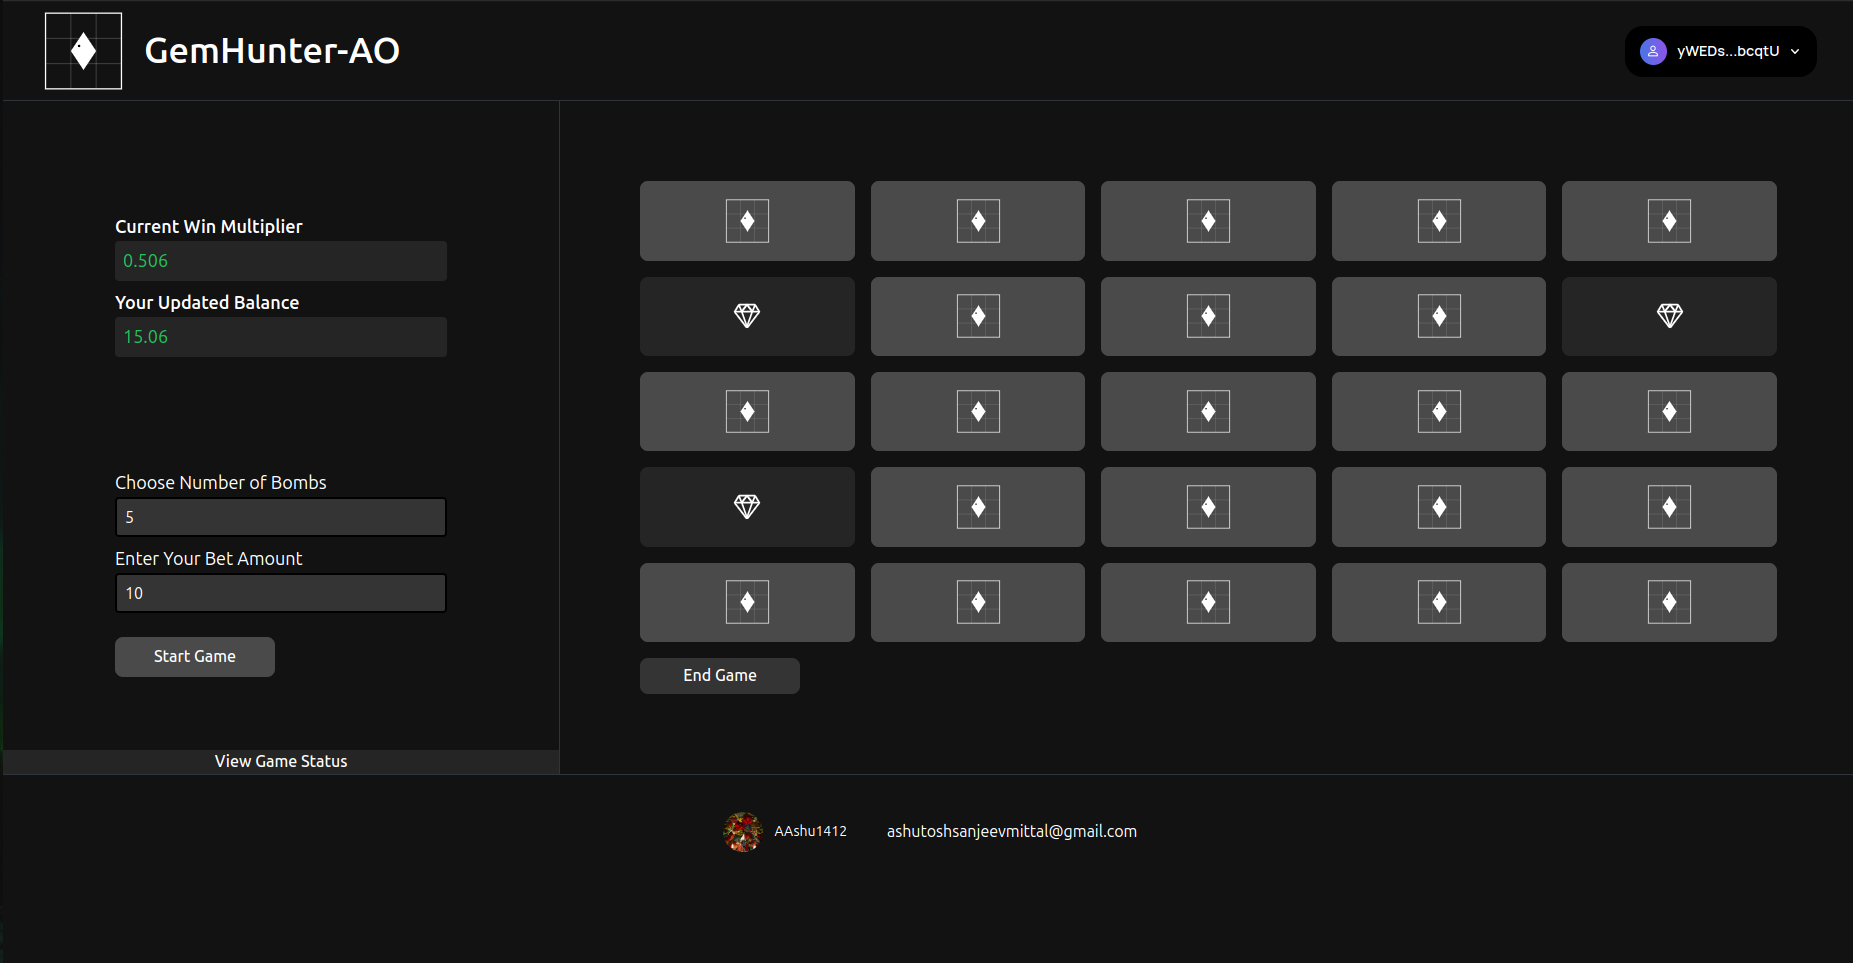 GemHunter-AO
yWEDs...bcqtU
Current Win Multiplier
0.506
Your Updated Balance
15.06
Choose Number of Bombs
5
Enter Your Bet Amount
10
Start Game
End Game
View Game Status
AAshu1412
ashutoshsanjeevmittal@gmail.com